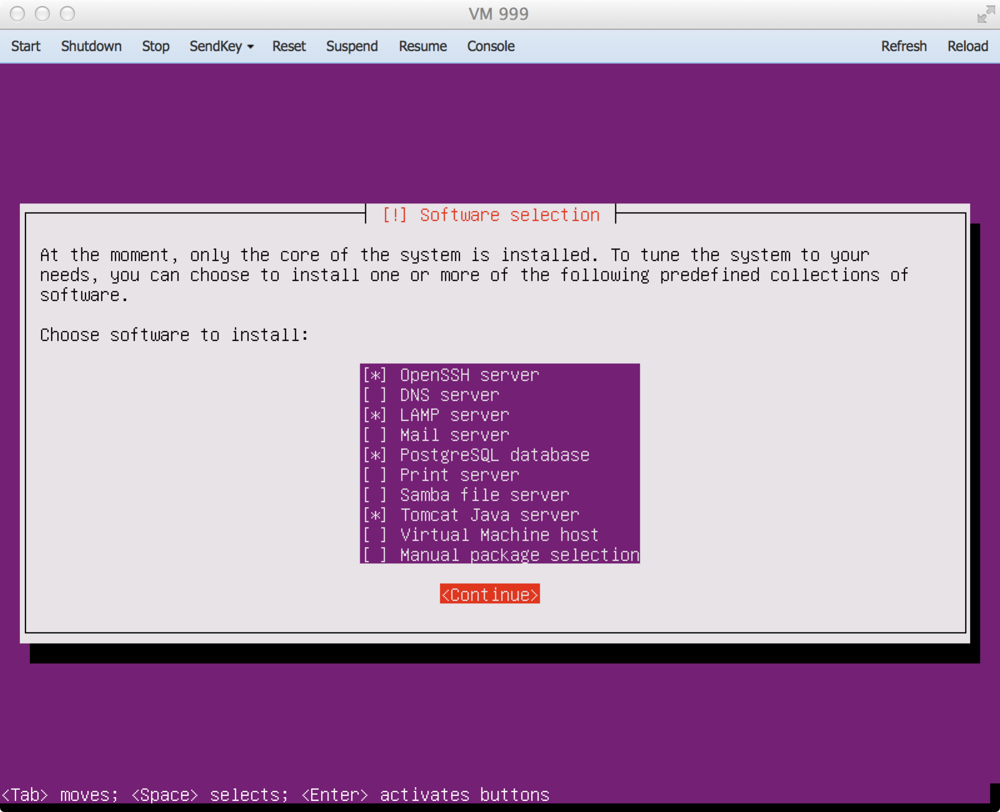 VM 999
Start Shutdown Stop SendKey Reset Suspend Resume Console Refresh Reload
[!] Software selection
At the moment, only the core of the system is installed. To tune the system to your
needs, you can choose to install one or more of the following predefined collections of
software.
Choose software to install:
[*] OpenSSH server
[ ] DNS server
[*] LAMP server
[ ] Mail server
[*] PostgreSQL database
[ ] Print server
[ ] Samba file server
[*] Tomcat Java server
[ ] Virtual Machine host
[ ] Manual package selection
<Continue>
<Tab> moves; <Space> selects; <Enter> activates buttons